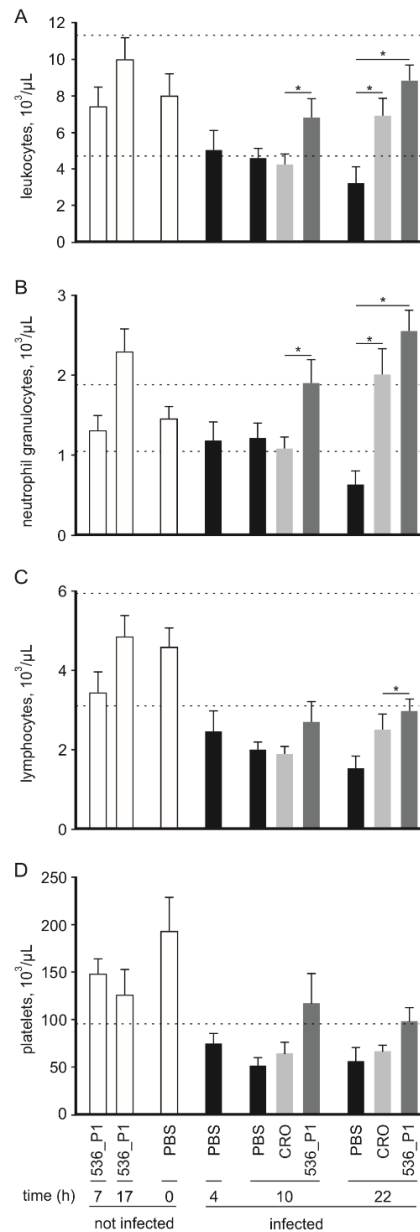 A
leukocytes, 10³/µL
12
10
8
6
4
2
0
*
*
*
B
neutrophil granulocytes, 10³/µL
3
2
1
0
*
*
*
C
lymphocytes, 10³/µL
6
4
2
0
*
D
platelets, 10³/µL
250
200
150
100
50
0
536_P1
536_P1
PBS
PBS
PBS
CRO
536_P1
PBS
CRO
536_P1
time (h) 7 17 0 4 10 22
not infected infected